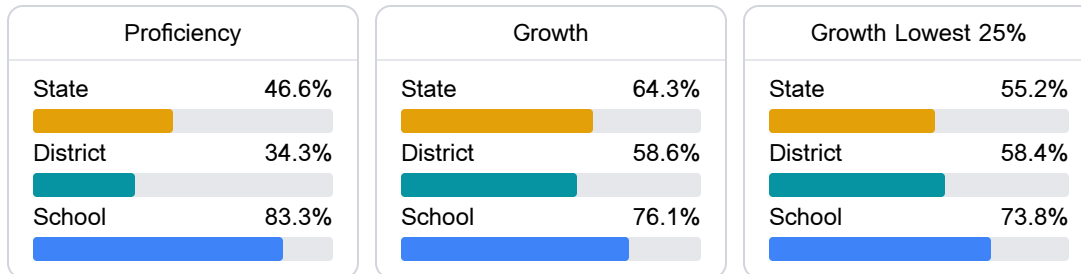 Proficiency
State 46.6%
District 34.3%
School 83.3%
Growth
State 64.3%
District 58.6%
School 76.1%
Growth Lowest 25%
State 55.2%
District 58.4%
School 73.8%